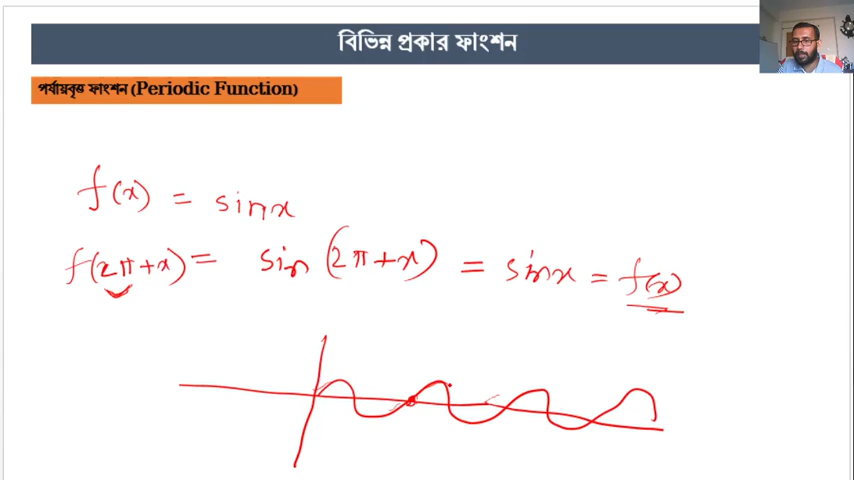 বিভিন্ন প্রকার ফাংশন
পর্যায়বৃত্ত ফাংশন (Periodic Function)
f(x) = sinx
f(2π+x) = sin (2π+x) = sinx = f(x)